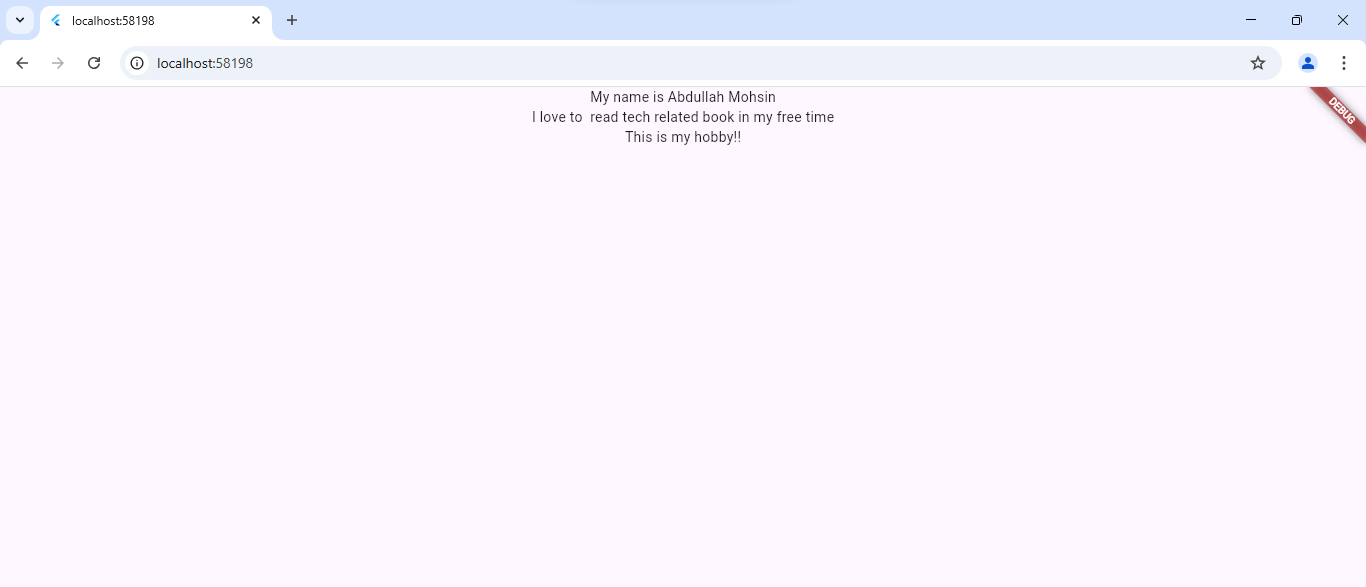 localhost:58198
localhost:58198
My name is Abdullah Mohsin
DEBUG
I love to  read tech related book in my free time
This is my hobby!!